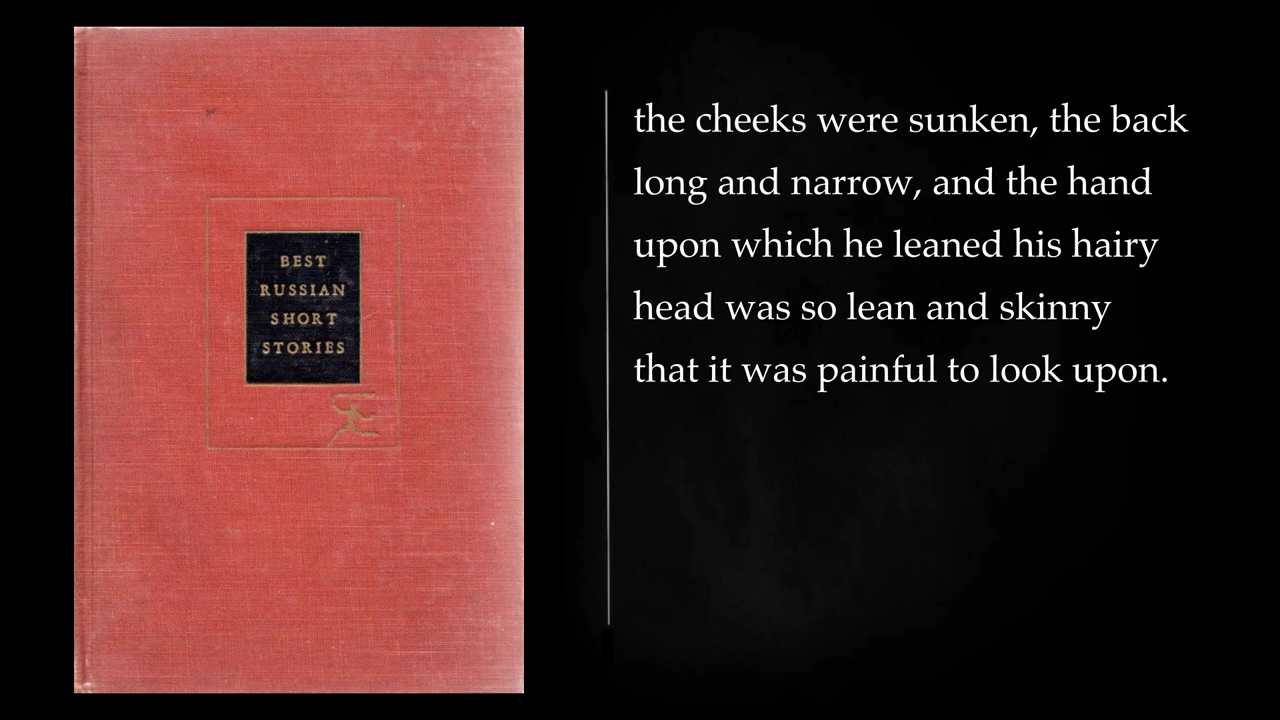 BEST
RUSSIAN
SHORT
STORIES
the cheeks were sunken, the back
long and narrow, and the hand
upon which he leaned his hairy
head was so lean and skinny
that it was painful to look upon.